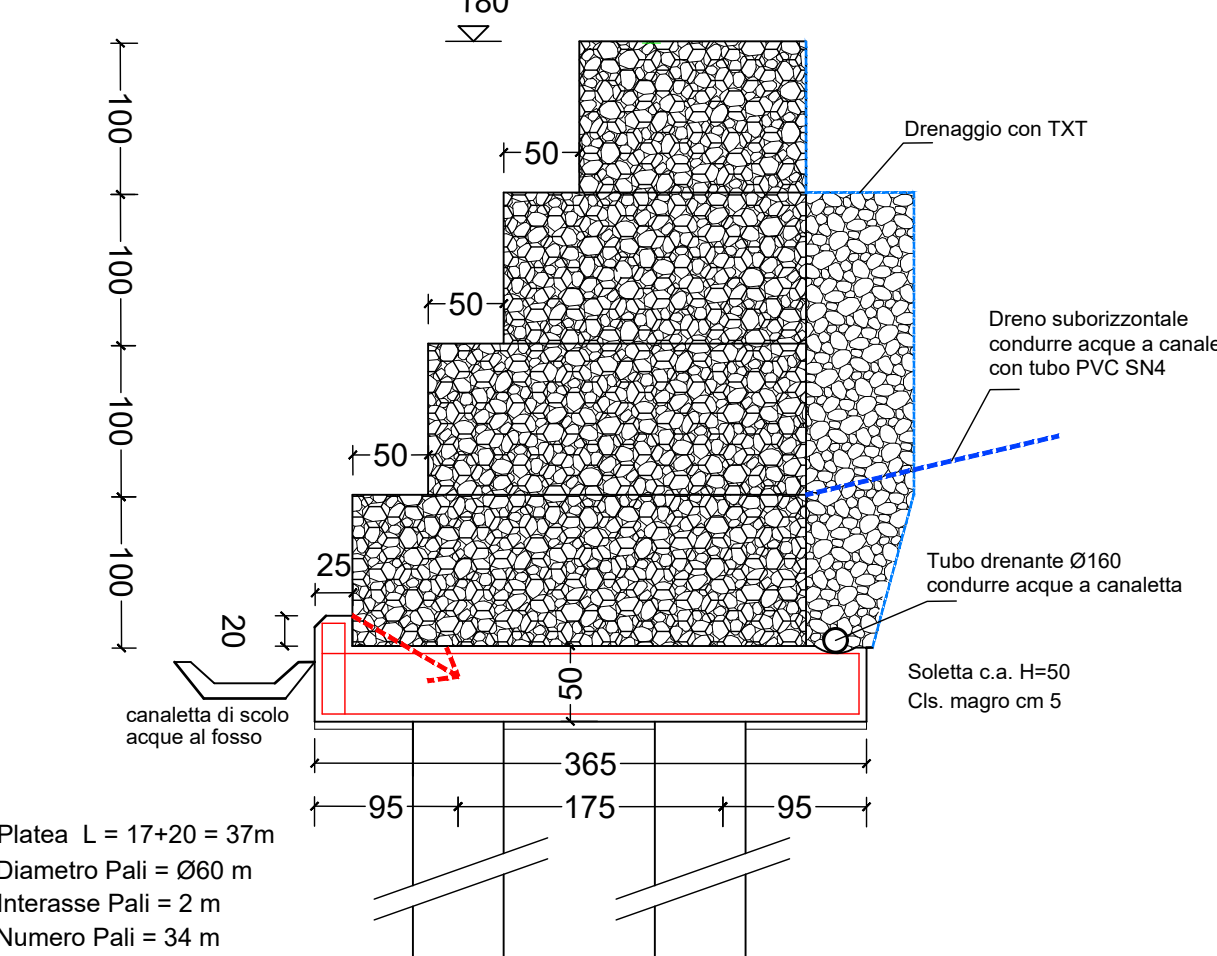 180
100
50
Drenaggio con TXT
100
50
Dreno suborizzontale
condurre acque a canale
con tubo PVC SN4
100
50
100
25
20
Tubo drenante Ø160
condurre acque a canaletta
50
Soletta c.a. H=50
Cls. magro cm 5
canaletta di scolo
acque al fosso
365
95
175
95
Platea L = 17+20 = 37m
Diametro Pali = Ø60 m
Interasse Pali = 2 m
Numero Pali = 34 m